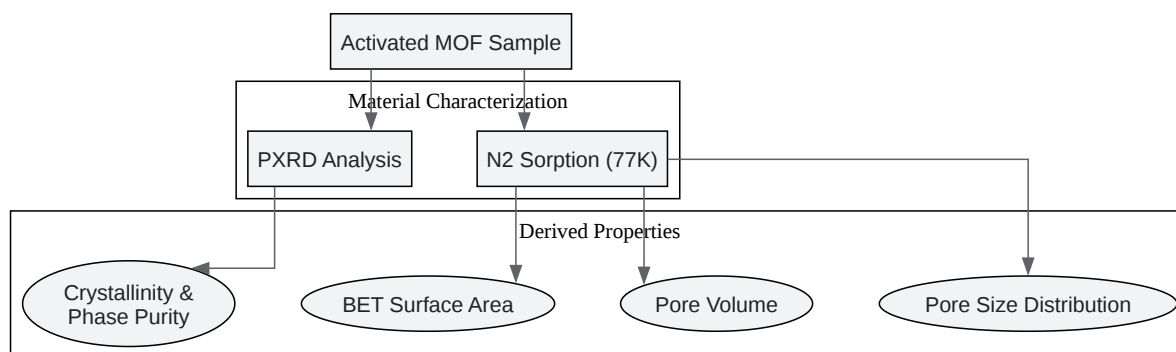 Activated MOF Sample
Material Characterization
PXRD Analysis
N2 Sorption (77K)
Derived Properties
Crystallinity &
Phase Purity
BET Surface Area
Pore Volume
Pore Size Distribution